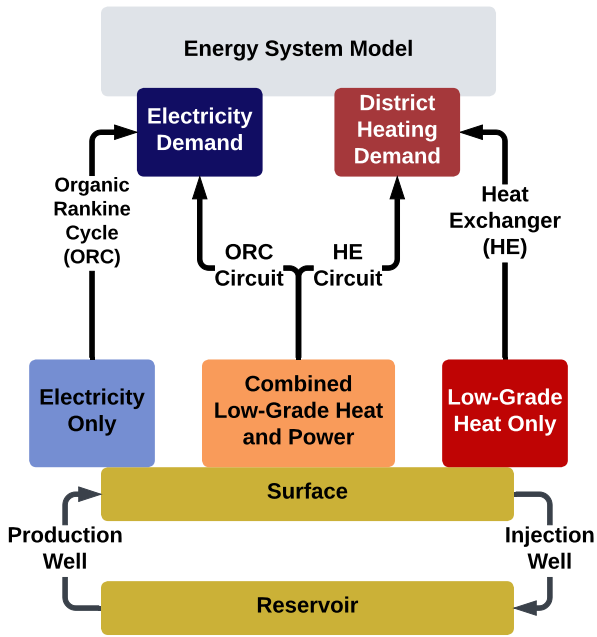 Energy System Model
Electricity
Demand
District
Heating
Demand
Organic
Rankine
Cycle
(ORC)
Heat
Exchanger
(HE)
ORC
Circuit
HE
Circuit
Electricity
Only
Combined
Low-Grade Heat
and Power
Low-Grade
Heat Only
Surface
Production
Well
Injection
Well
Reservoir